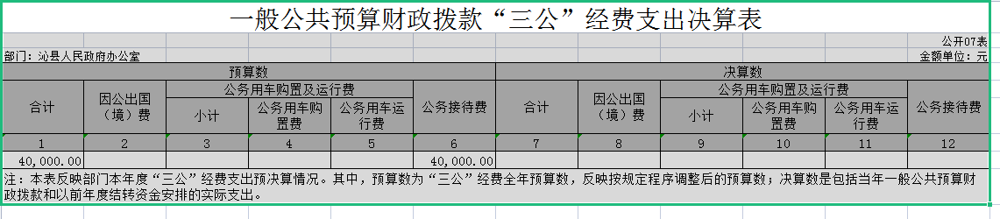 一般公共预算财政拨款“三公”经费支出决算表
公开07表
部门：沁县人民政府办公室 金额单位：元
预算数 决算数
合计 因公出国（境）费 公务用车购置及运行费 公务接待费 合计 因公出国（境）费 公务用车购置及运行费 公务接待费
小计 公务用车购置费 公务用车运行费 小计 公务用车购置费 公务用车运行费
1 2 3 4 5 6 7 8 9 10 11 12
40,000.00 40,000.00
注：本表反映部门本年度“三公”经费支出预决算情况。其中，预算数为“三公”经费全年预算数，反映按规定程序调整后的预算数；决算数是包括当年一般公共预算财
政拨款和以前年度结转资金安排的实际支出。